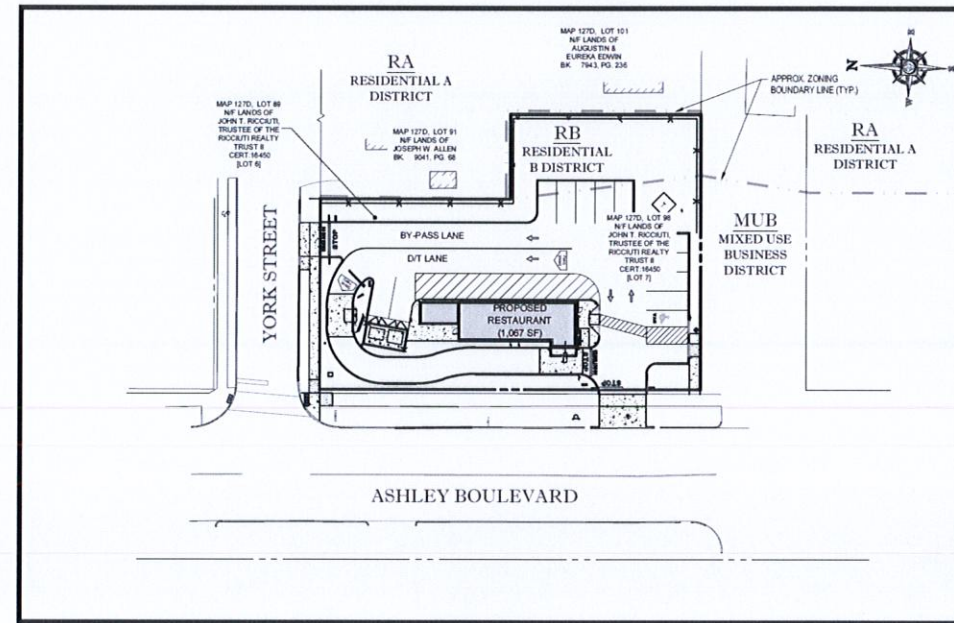 MAP 127D, LOT 101
N/F LANDS OF
AUGUSTIN &
EUREKA EDWIN
BK. 7943, PG. 236
RA
RESIDENTIAL A
DISTRICT
N
APPROX. ZONING
BOUNDARY LINE (TYP.)
MAP 127D, LOT 89
N/F LANDS OF
JOHN T. RICCIUTI,
TRUSTEE OF THE
RICCIUTI REALTY
TRUST II
CERT:16450
[LOT 6]
MAP 127D, LOT 91
N/F LANDS OF
JOSEPH W. ALLEN
BK. 9041, PG. 68
RB
RESIDENTIAL
B DISTRICT
RA
RESIDENTIAL A
DISTRICT
MAP 127D, LOT 98
N/F LANDS OF
JOHN T. RICCIUTI,
TRUSTEE OF THE
RICCIUTI REALTY
TRUST II
CERT:16450
[LOT 7]
MUB
MIXED USE
BUSINESS
DISTRICT
YORK STREET
STOP
BY-PASS LANE
D/T LANE
PROPOSED
RESTAURANT
(1,067 SF)
STOP
STOP
ASHLEY BOULEVARD